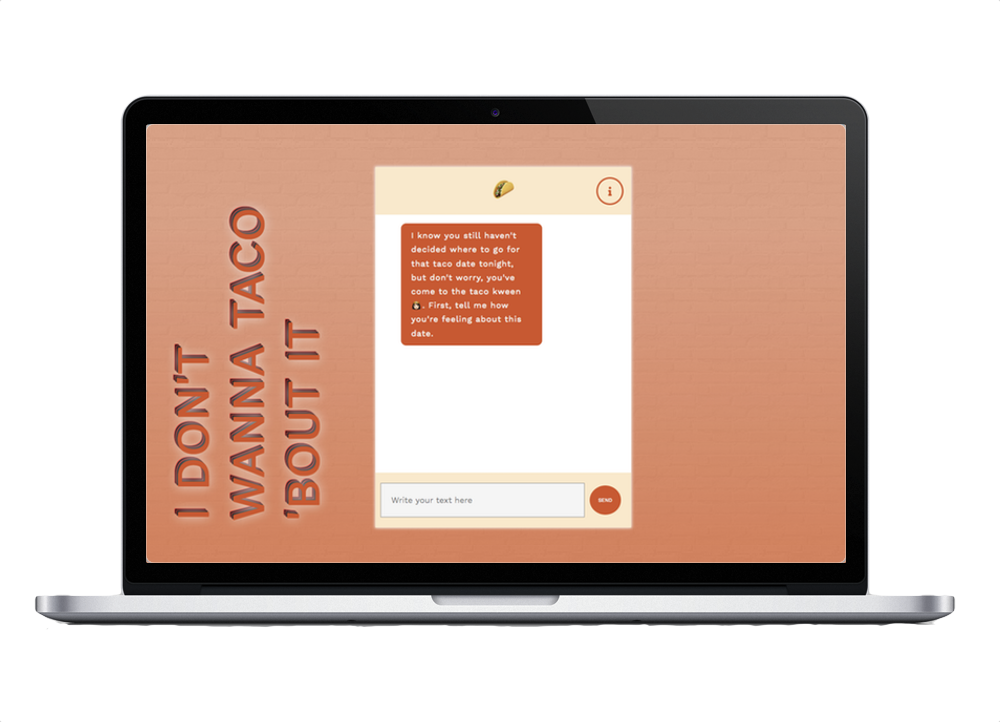 I DON'T
WANNA TACO
'BOUT IT
i
I know you still haven't
decided where to go for
that taco date tonight,
but don't worry, you've
come to the taco kween
. First, tell me how
you're feeling about this
date.
Write your text here
SEND